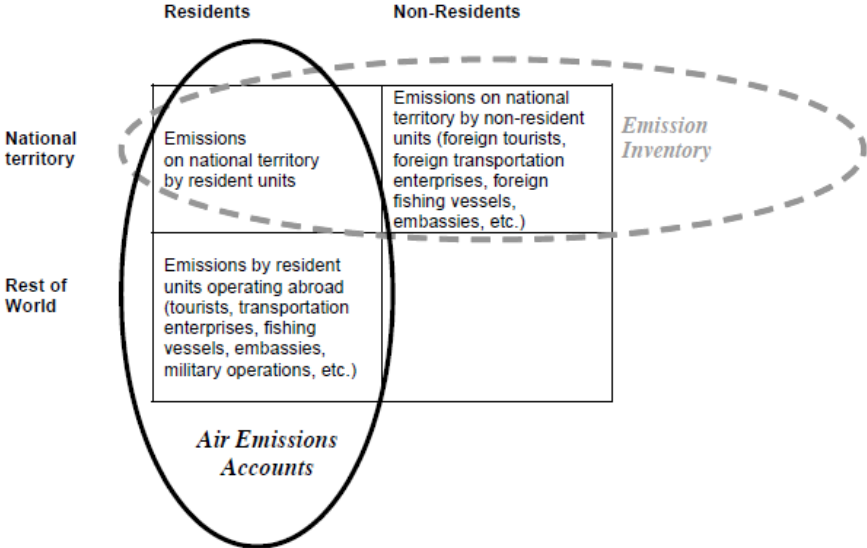 Residents
Non-Residents
National
territory
Emissions
on national territory
by resident units
Emissions on national
territory by non-resident
units (foreign tourists,
foreign transportation
enterprises, foreign
fishing vessels,
embassies, etc.)
Emission
Inventory
Rest of
World
Emissions by resident
units operating abroad
(tourists, transportation
enterprises, fishing
vessels, embassies,
military operations, etc.)
Air Emissions
Accounts